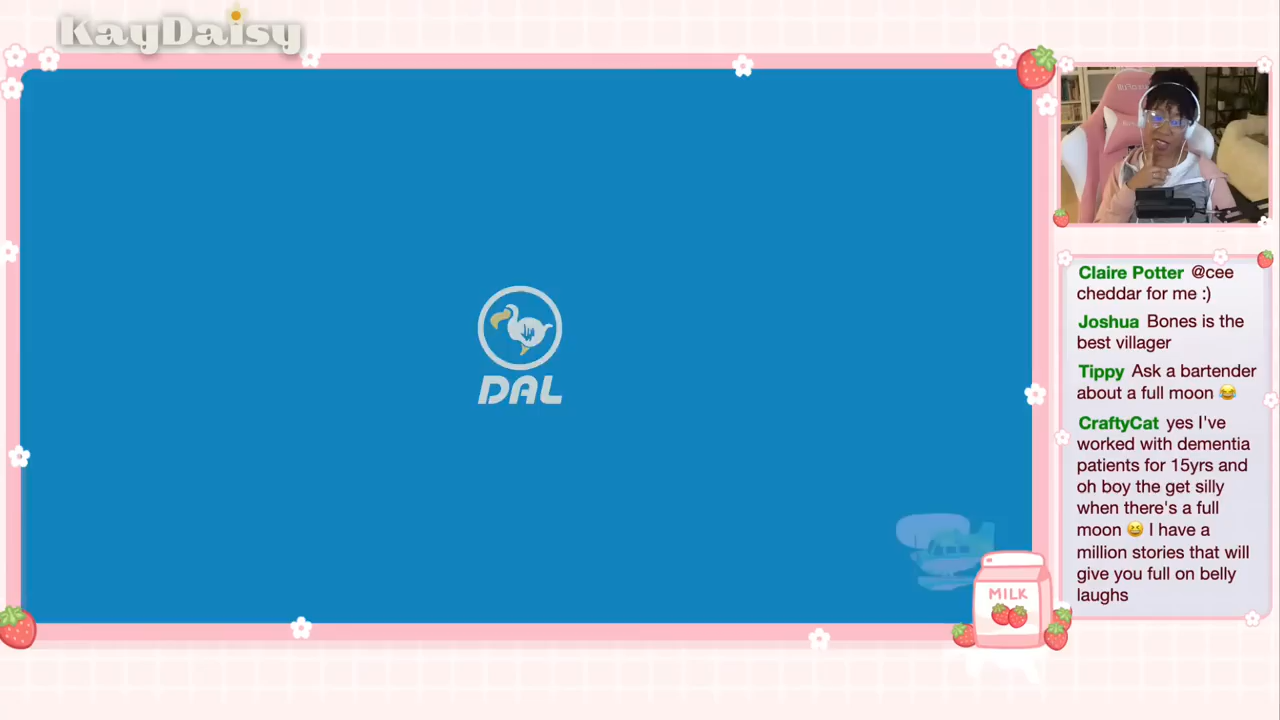 KayDaisy
DAL
MILK
Claire Potter @cee
cheddar for me :)
Joshua Bones is the
best villager
Tippy Ask a bartender
about a full moon 😂
CraftyCat yes I've
worked with dementia
patients for 15yrs and
oh boy the get silly
when there's a full
moon 😆 I have a
million stories that will
give you full on belly
laughs